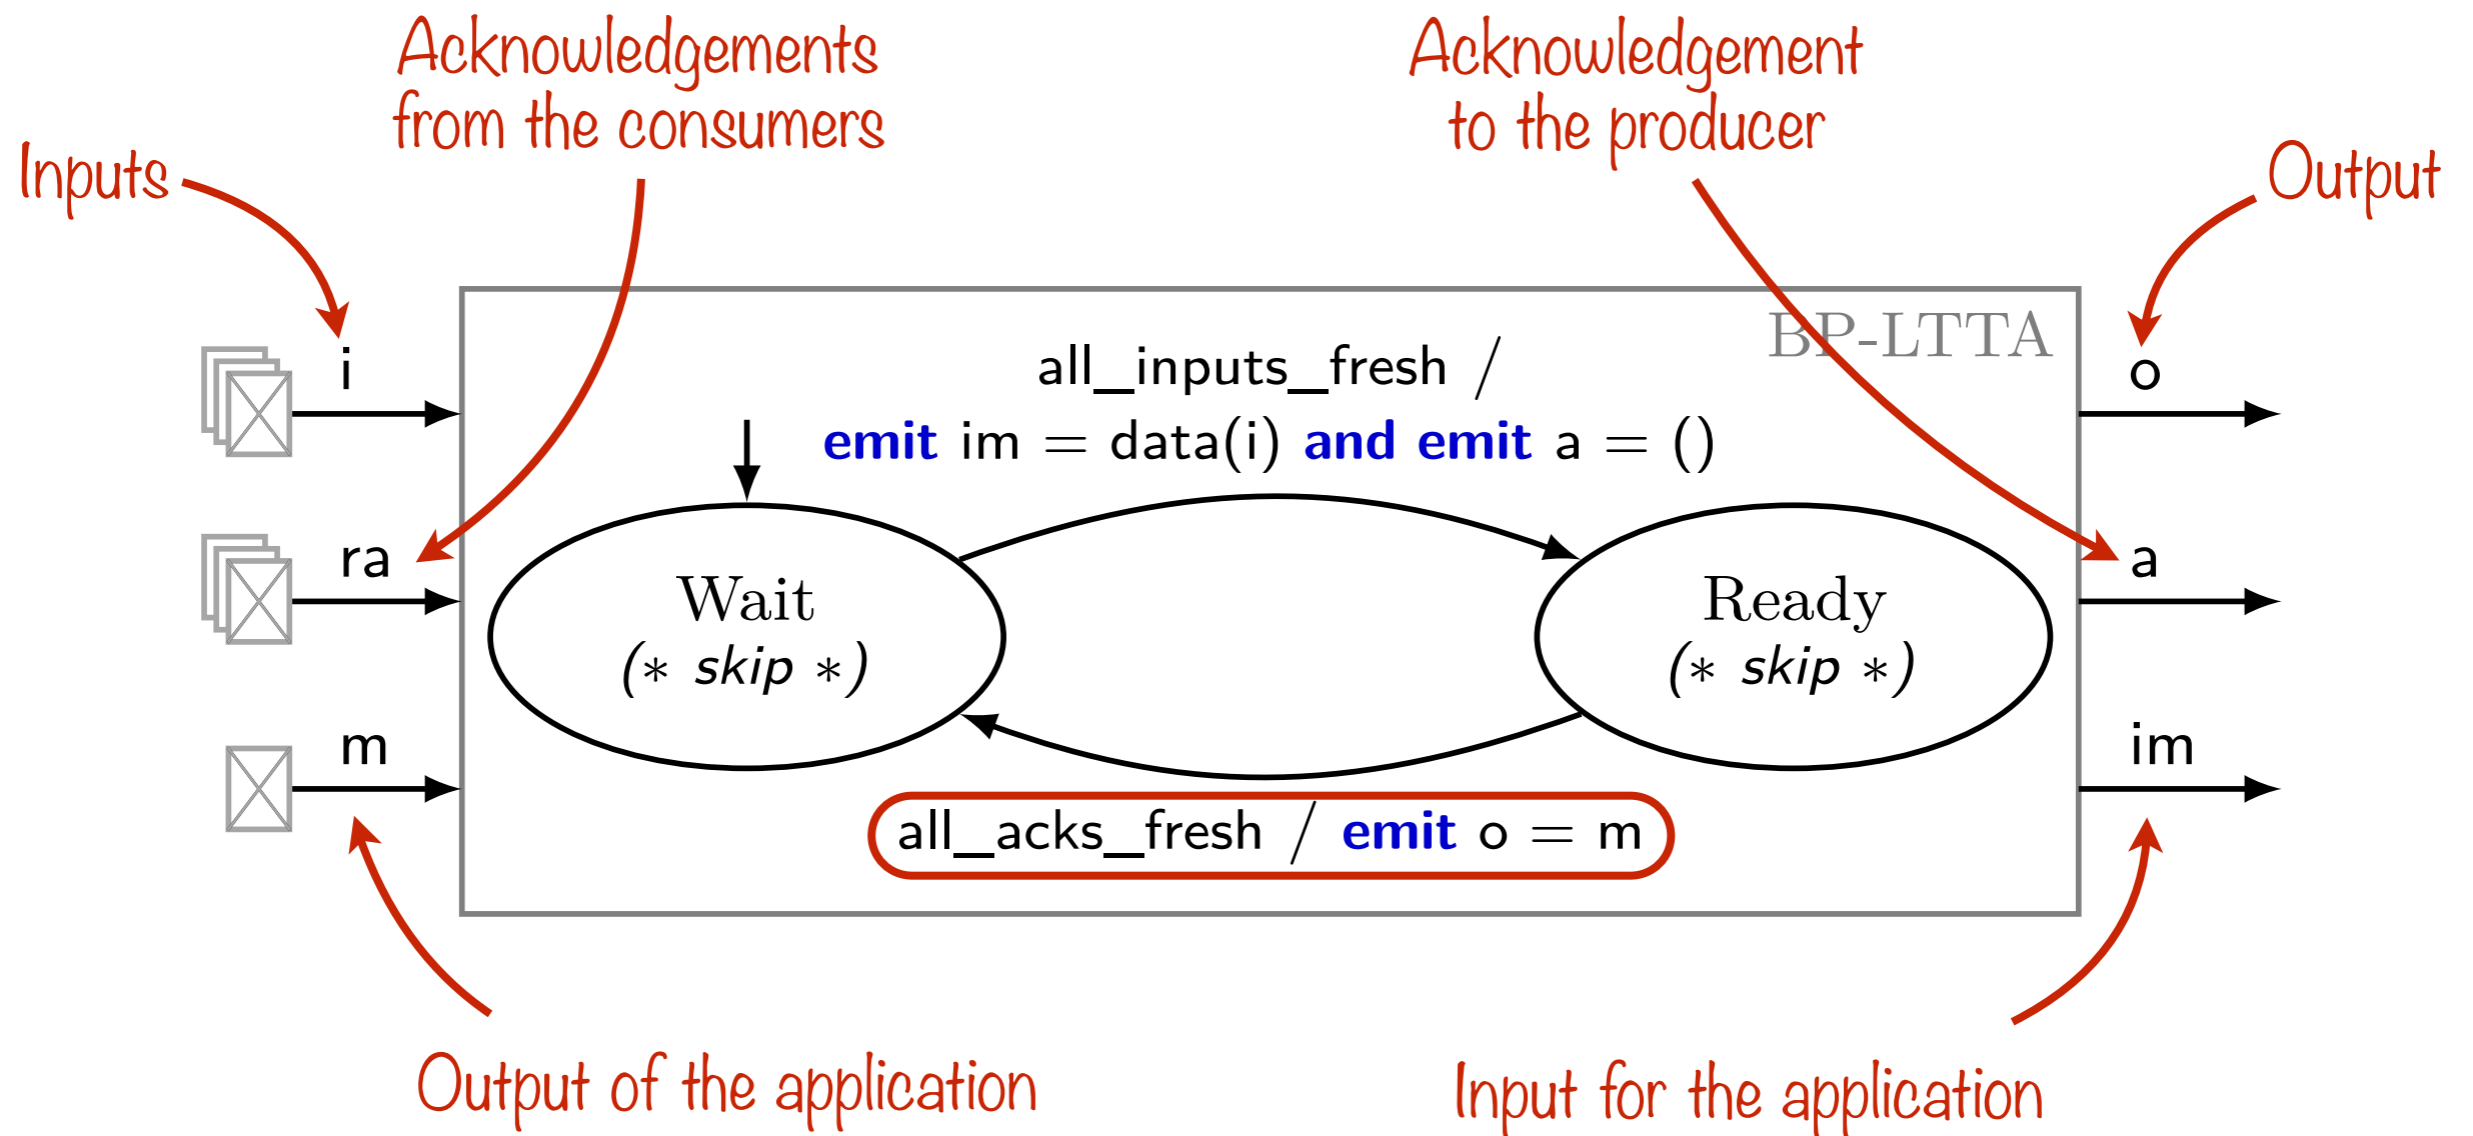 Acknowledgements
from the consumers
Acknowledgement
to the producer
Inputs
Output
BP-LTTA
i
all_inputs_fresh /
emit im = data(i) and emit a = ()
o
ra
Wait
(* skip *)
Ready
(* skip *)
a
m
all_acks_fresh / emit o = m
im
Output of the application
Input for the application